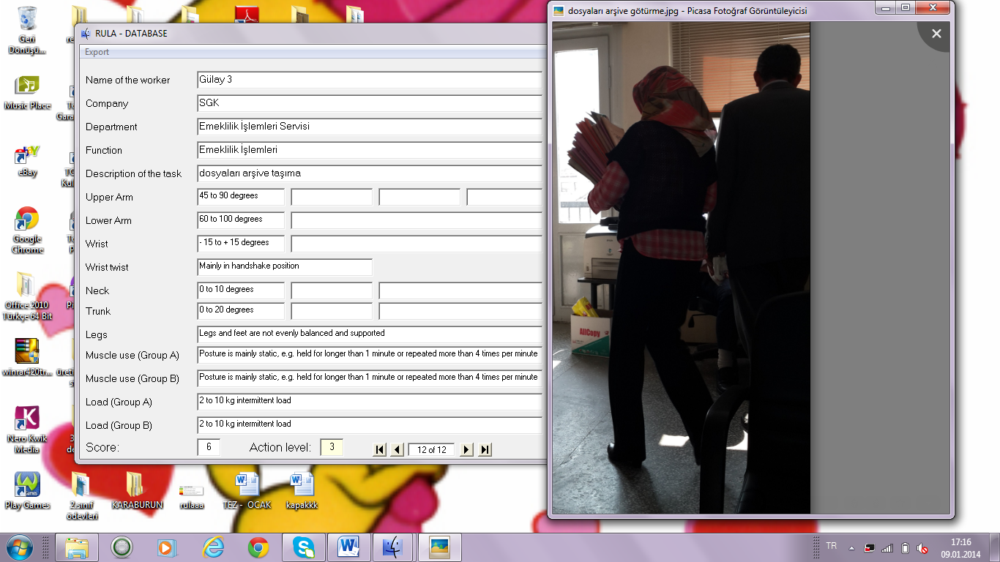 dosyaları arşive götürme.jpg - Picasa Fotoğraf Görüntüleyicisi
RULA - DATABASE
Export
Name of the worker Gülay 3
Company SGK
Department Emeklilik İşlemleri Servisi
Function Emeklilik İşlemleri
Description of the task dosyaları arşive taşıma
Upper Arm 45 to 90 degrees
Lower Arm 60 to 100 degrees
Wrist - 15 to + 15 degrees
Wrist twist Mainly in handshake position
Neck 0 to 10 degrees
Trunk 0 to 20 degrees
Legs Legs and feet are not evenly balanced and supported
Muscle use (Group A) Posture is mainly static, e.g. held for longer than 1 minute or repeated more than 4 times per minute
Muscle use (Group B) Posture is mainly static, e.g. held for longer than 1 minute or repeated more than 4 times per minute
Load (Group A) 2 to 10 kg intermittent load
Load (Group B) 2 to 10 kg intermittent load
Score: 6 Action level: 3 12 of 12
AllCopy
Geri
Dönüşü...
Music Place
eBay
Google
Chrome
Office 2010
Türkçe 64 Bit
winrar420tr...
Nero Kwik
Media
Play Games
2.sınıf
ödevleri
KARABURUN
rulaaa
TEZ - OCAK
kapakkk
TR
17:16
09.01.2014